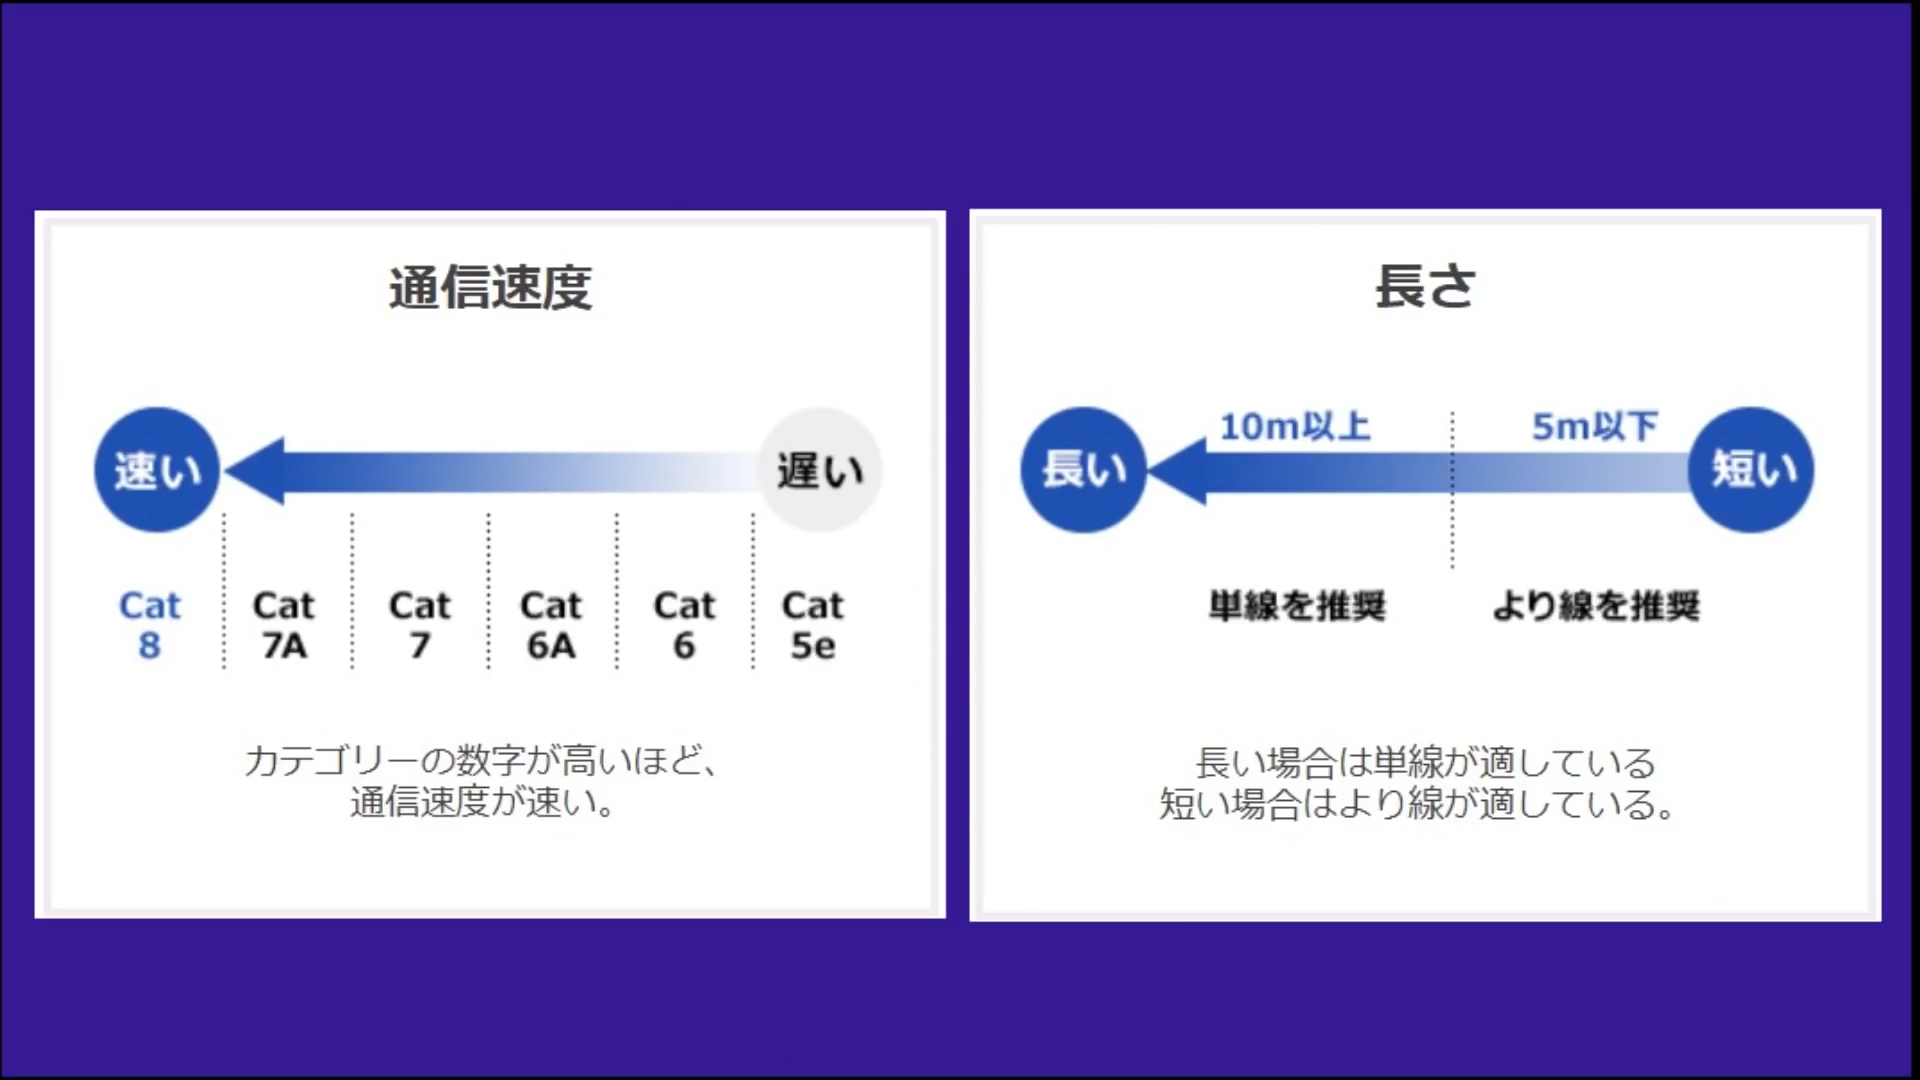 通信速度
速い
遅い
Cat 8
Cat 7A
Cat 7
Cat 6A
Cat 6
Cat 5e
カテゴリーの数字が高いほど、
通信速度が速い。
長さ
長い
10m以上
5m以下
短い
単線を推奨
より線を推奨
長い場合は単線が適している
短い場合はより線が適している。